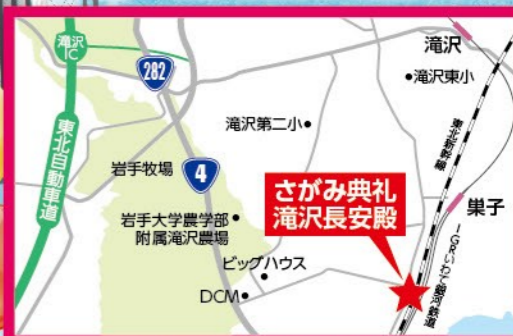 滝沢
IC
282
滝沢
滝沢東小
滝沢第二小
東北新幹線
東北自動車道
岩手牧場
4
さがみ典礼
滝沢長安殿
巣子
岩手大学農学部
附属滝沢農場
ビッグハウス
DCM
IGRいわて銀河鉄道